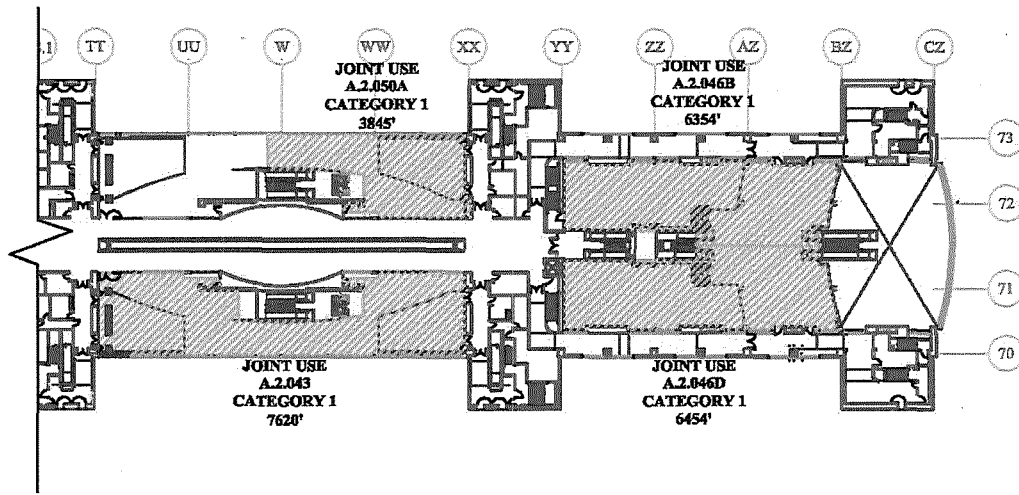 .1
TT
UU
W
WW
XX
YY
ZZ
AZ
BZ
CZ
JOINT USE
A.2.050A
CATEGORY 1
3845'
JOINT USE
A.2.046B
CATEGORY 1
6354'
73
72
71
70
JOINT USE
A.2.043
CATEGORY 1
7620'
JOINT USE
A.2.046D
CATEGORY 1
6454'